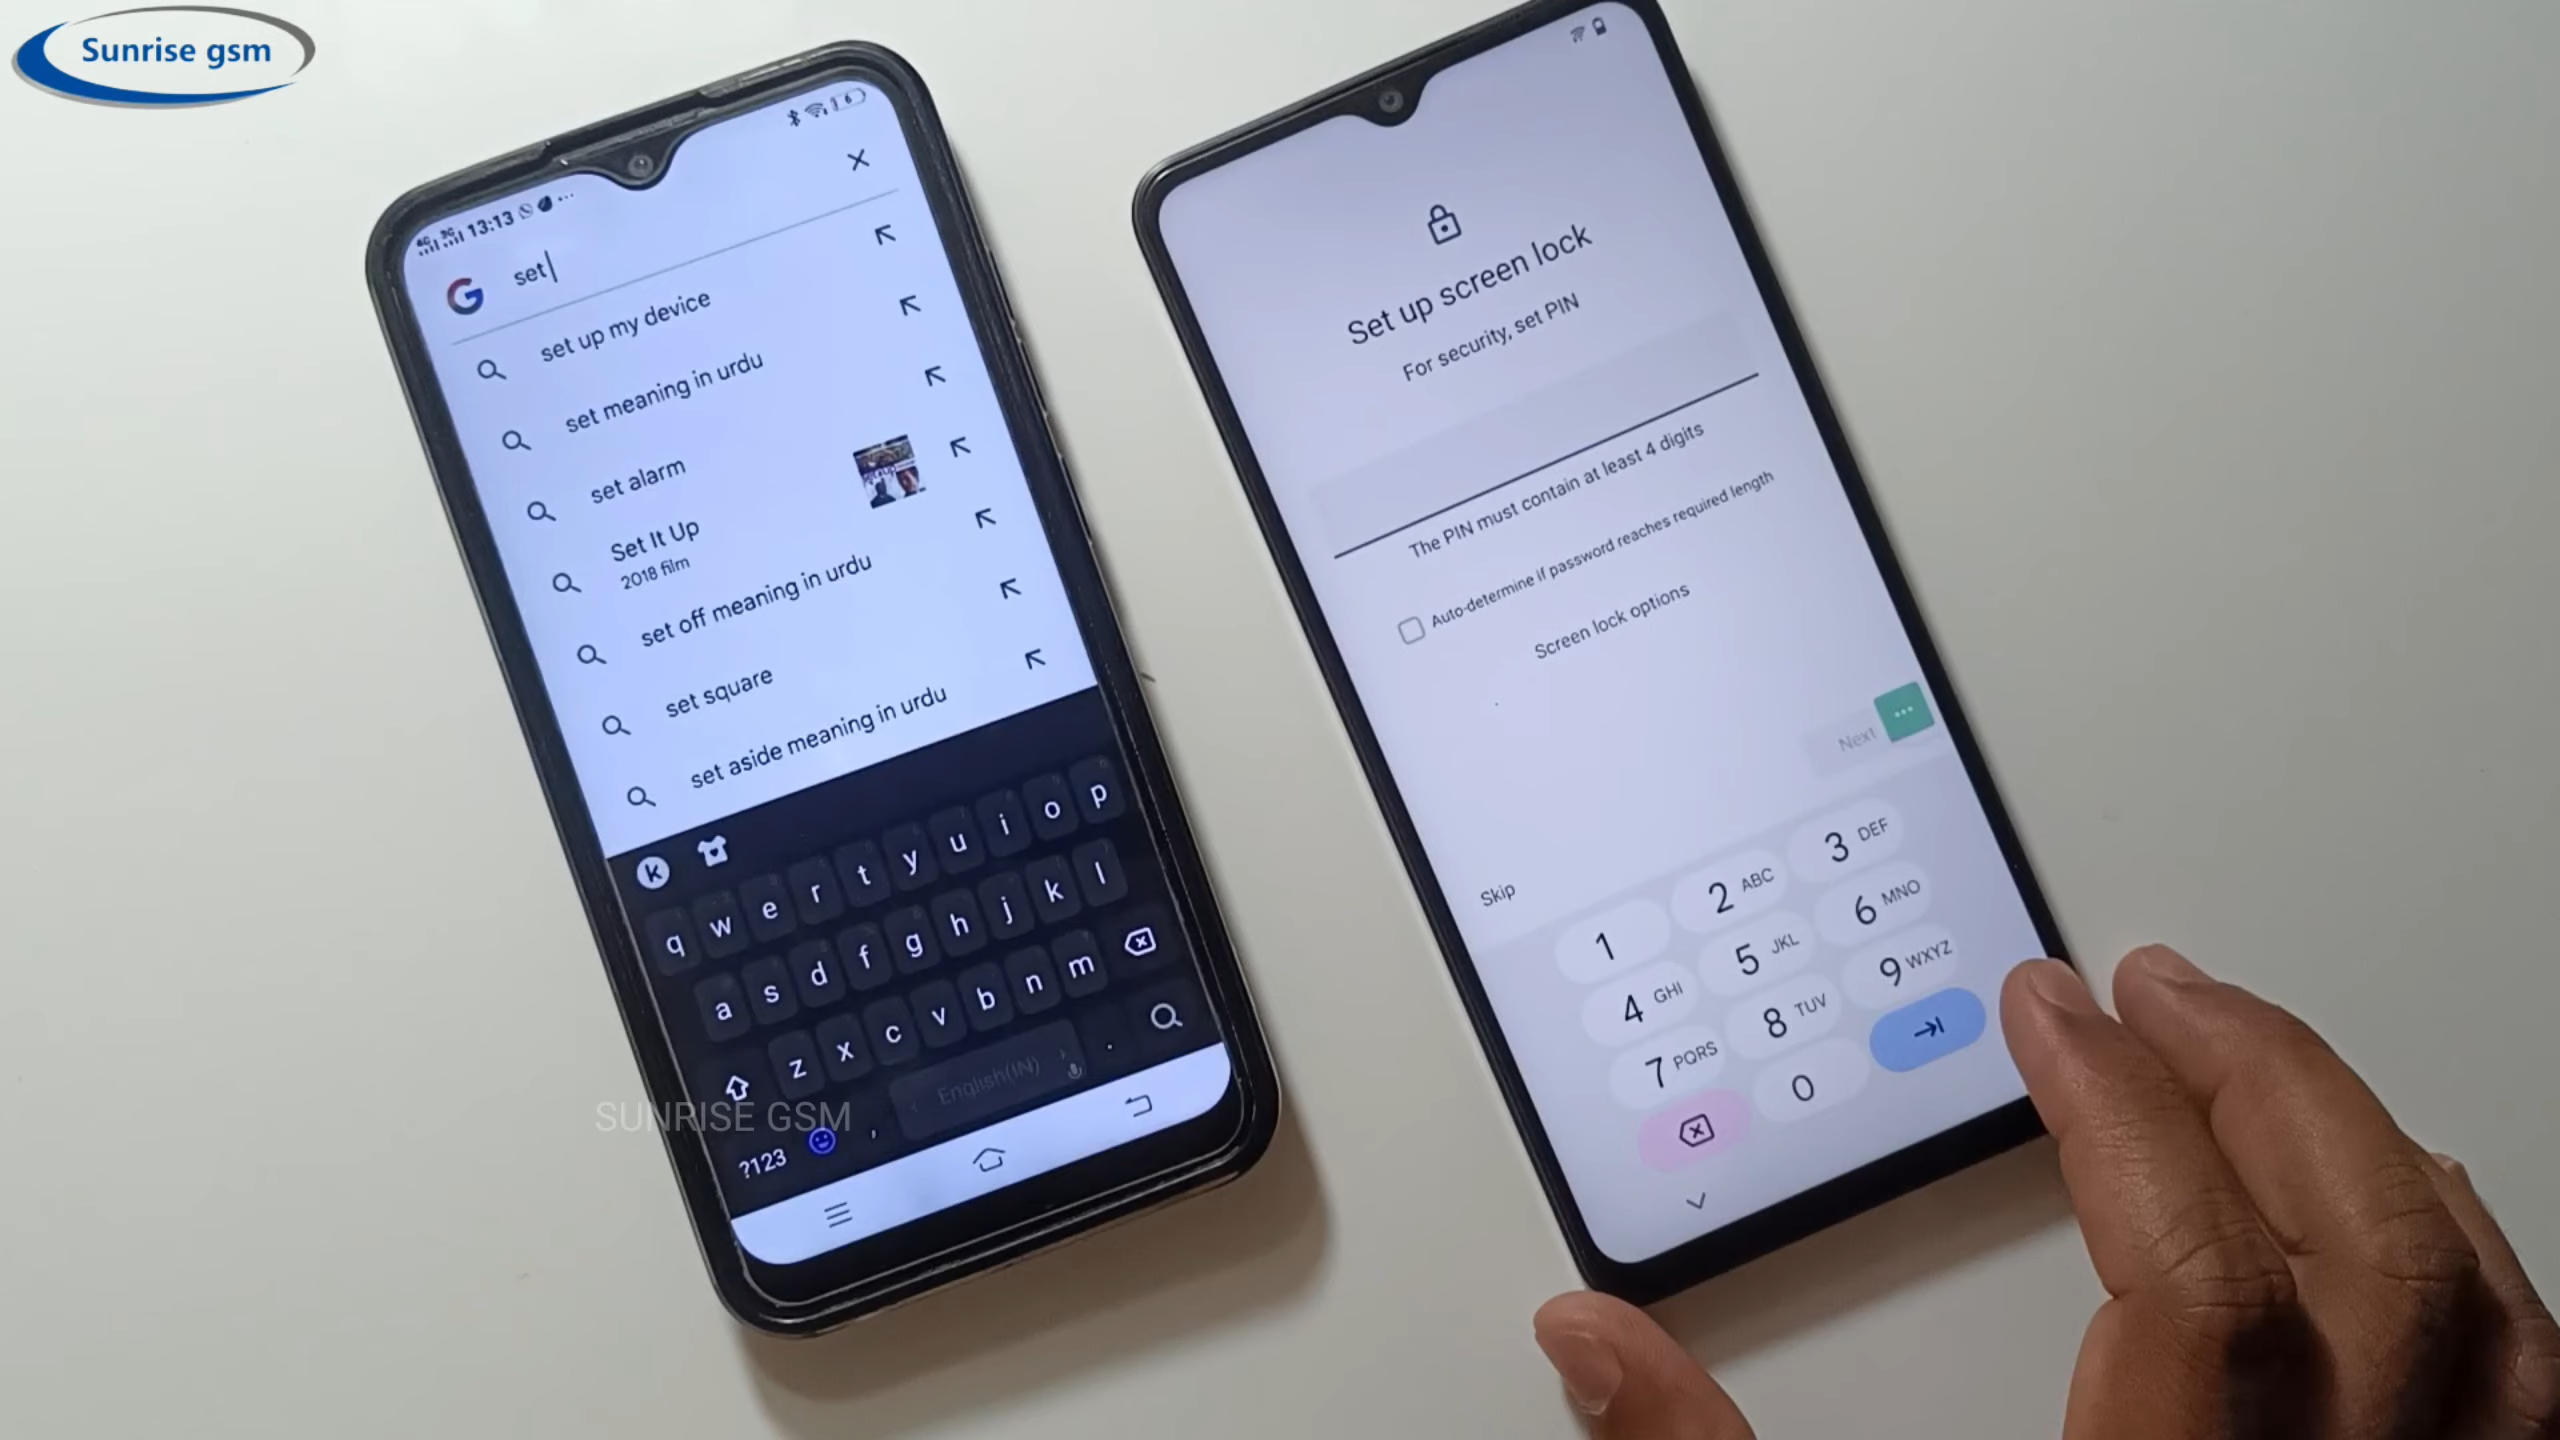 Sunrise gsm
4G 3G 13:13
set
set up my device
set meaning in urdu
set alarm
Set It Up
2018 film
set off meaning in urdu
set square
set aside meaning in urdu
k
q w e r t y u i o p
a s d f g h j k l
z x c v b n m
?123 , English(IN) .
SUNRISE GSM
Set up screen lock
For security, set PIN
The PIN must contain at least 4 digits
Auto-determine if password reaches required length
Screen lock options
Next
Skip
1 2 ABC 3 DEF
4 GHI 5 JKL 6 MNO
7 PQRS 8 TUV 9 WXYZ
0